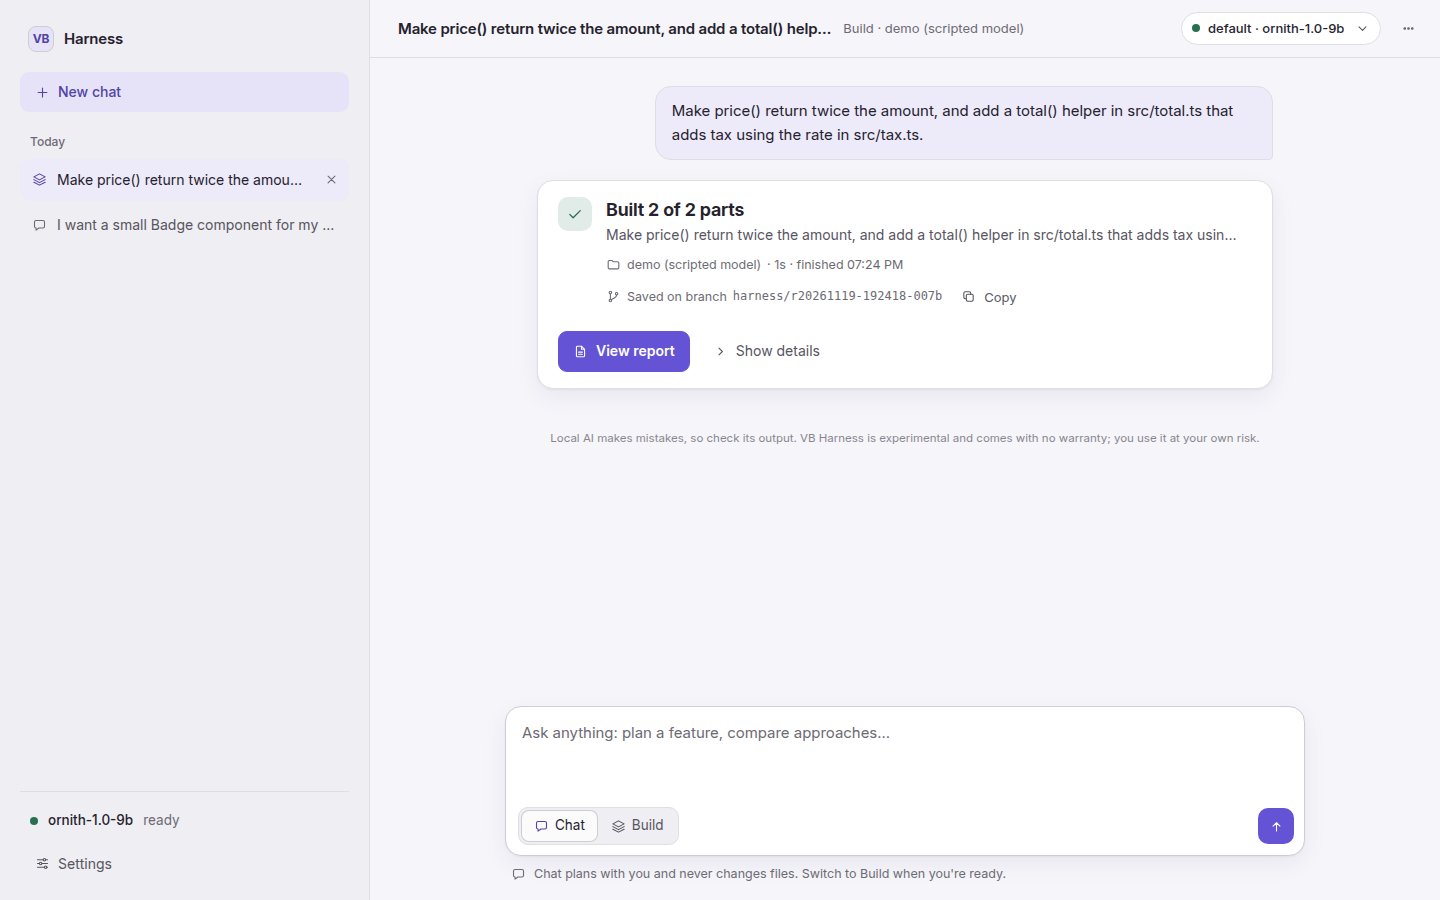 VB Harness
New chat
Today
Make price() return twice the amou...
I want a small Badge component for my ...
ornith-1.0-9b ready
Settings
Make price() return twice the amount, and add a total() help... Build · demo (scripted model)
default · ornith-1.0-9b
Make price() return twice the amount, and add a total() helper in src/total.ts that
adds tax using the rate in src/tax.ts.
Built 2 of 2 parts
Make price() return twice the amount, and add a total() helper in src/total.ts that adds tax usin...
demo (scripted model) · 1s · finished 07:24 PM
Saved on branch harness/r20261119-192418-007b Copy
View report Show details
Local AI makes mistakes, so check its output. VB Harness is experimental and comes with no warranty; you use it at your own risk.
Ask anything: plan a feature, compare approaches...
Chat Build
Chat plans with you and never changes files. Switch to Build when you're ready.